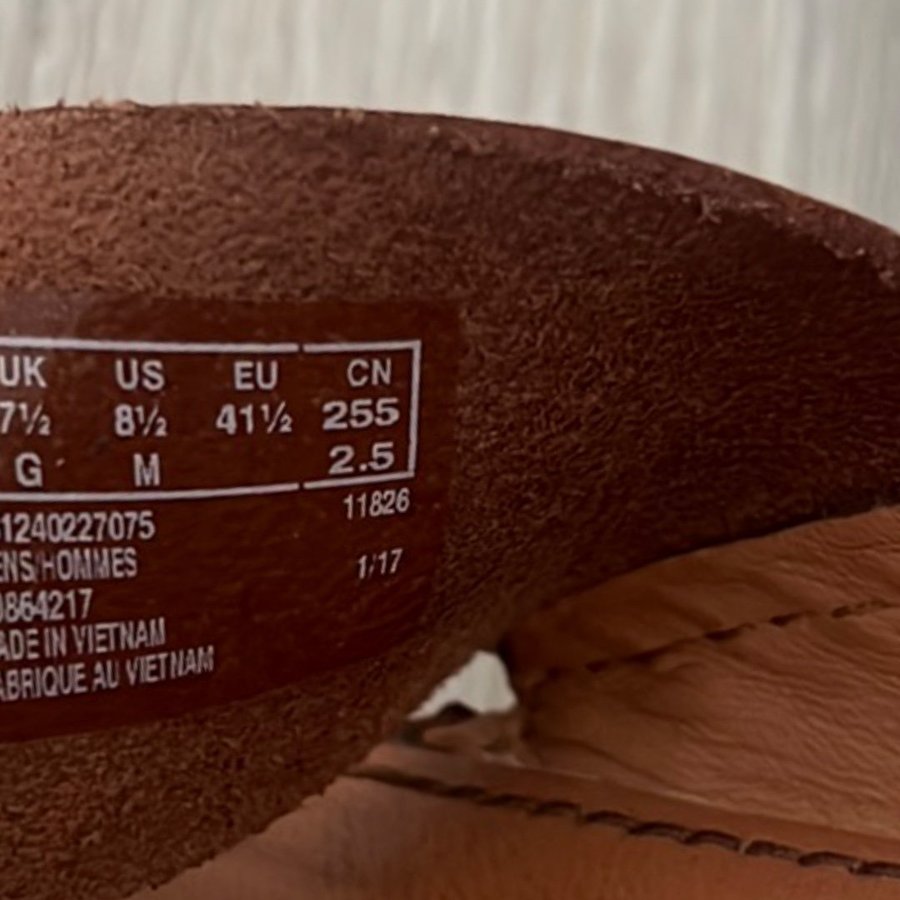 UK US EU CN
7½ 8½ 41½ 255
G M 2.5
11826
1240227075
ENS/HOMMES 1/17
0864217
ADE IN VIETNAM
ABRIQUE AU VIETNAM